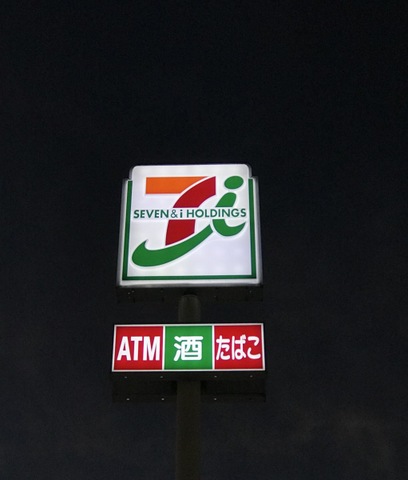 SEVEN & i HOLDINGS
ATM 酒 たばこ